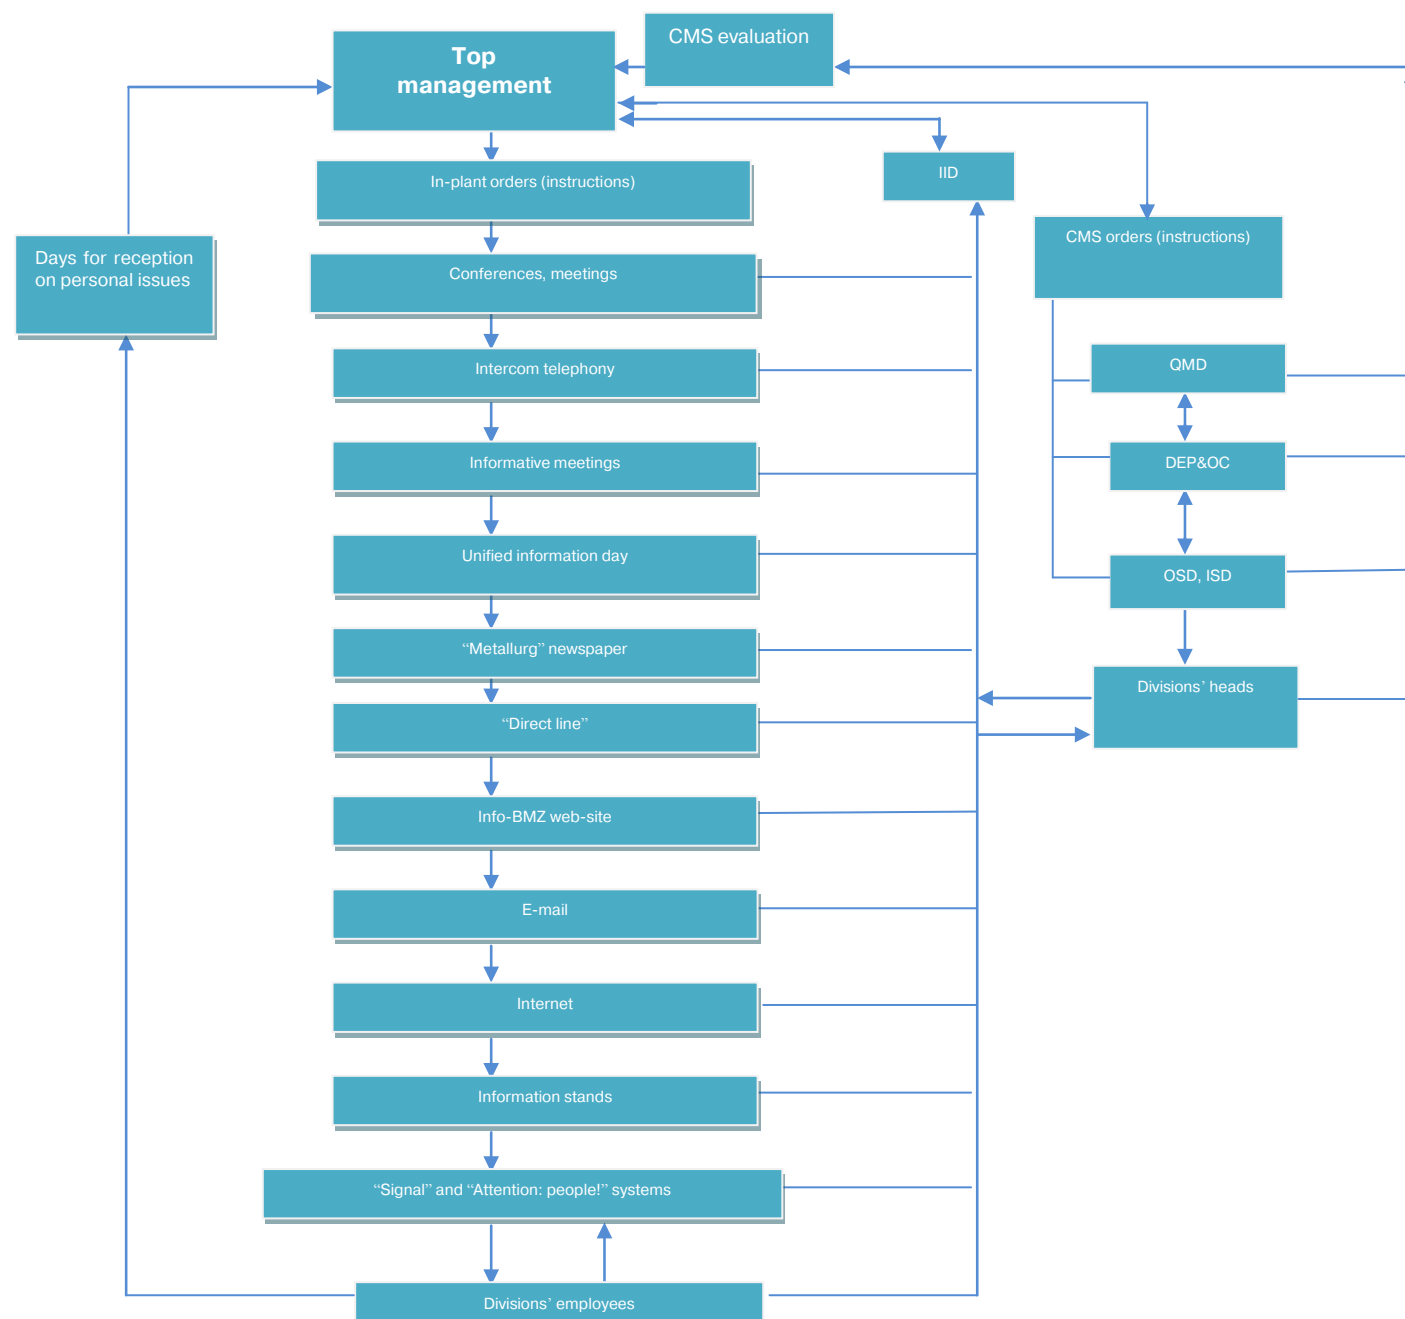 CMS evaluation
Top
management
IID
In-plant orders (instructions)
CMS orders (instructions)
Days for reception
on personal issues
Conferences, meetings
Intercom telephony
QMD
Informative meetings
DEP&OC
Unified information day
OSD, ISD
“Metallurg” newspaper
Divisions’ heads
“Direct line”
Info-BMZ web-site
E-mail
Internet
Information stands
“Signal” and “Attention: people!” systems
Divisions’ employees